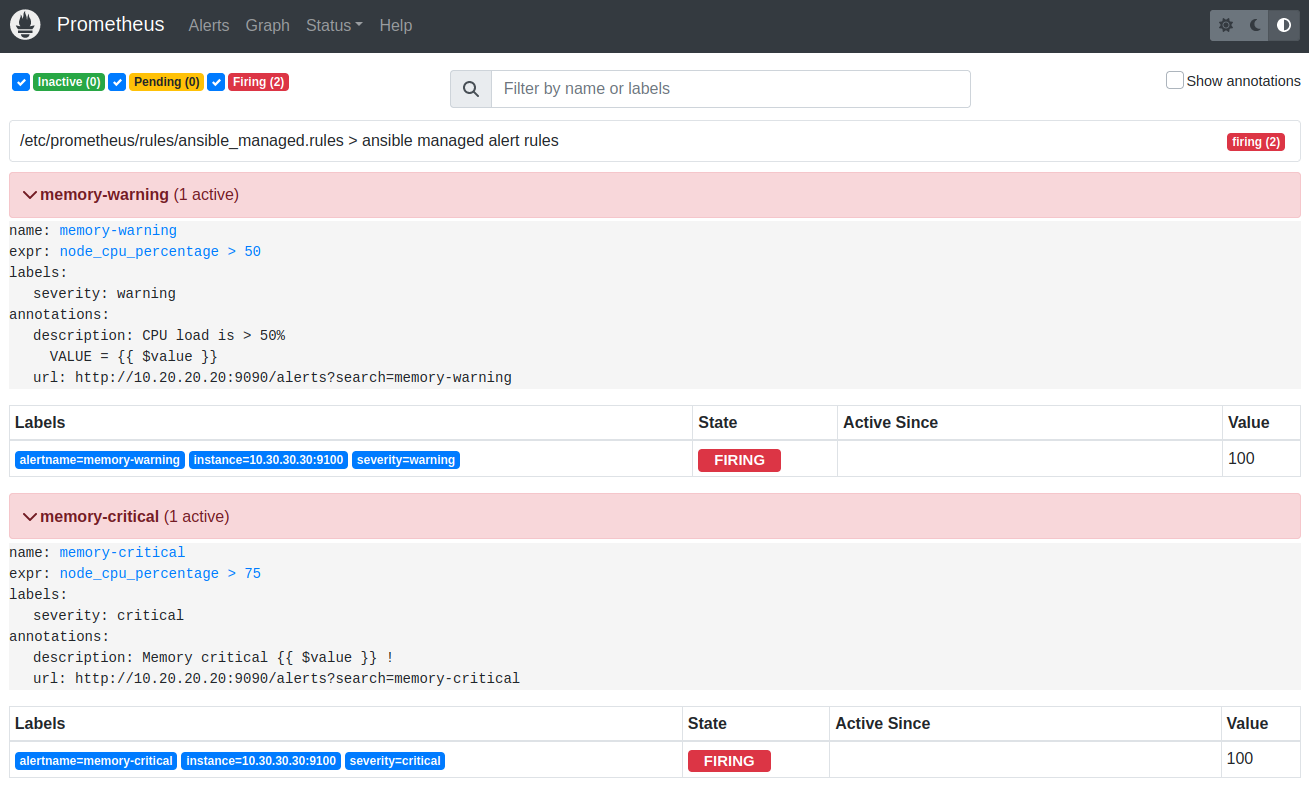 Prometheus Alerts Graph Status Help
Inactive (0) Pending (0) Firing (2) Filter by name or labels Show annotations
/etc/prometheus/rules/ansible_managed.rules > ansible managed alert rules firing (2)
memory-warning (1 active)
name: memory-warning
expr: node_cpu_percentage > 50
labels:
severity: warning
annotations:
description: CPU load is > 50%
VALUE = {{ $value }}
url: http://10.20.20.20:9090/alerts?search=memory-warning
Labels State Active Since Value
alertname=memory-warning instance=10.30.30.30:9100 severity=warning FIRING 100
memory-critical (1 active)
name: memory-critical
expr: node_cpu_percentage > 75
labels:
severity: critical
annotations:
description: Memory critical {{ $value }} !
url: http://10.20.20.20:9090/alerts?search=memory-critical
Labels State Active Since Value
alertname=memory-critical instance=10.30.30.30:9100 severity=critical FIRING 100